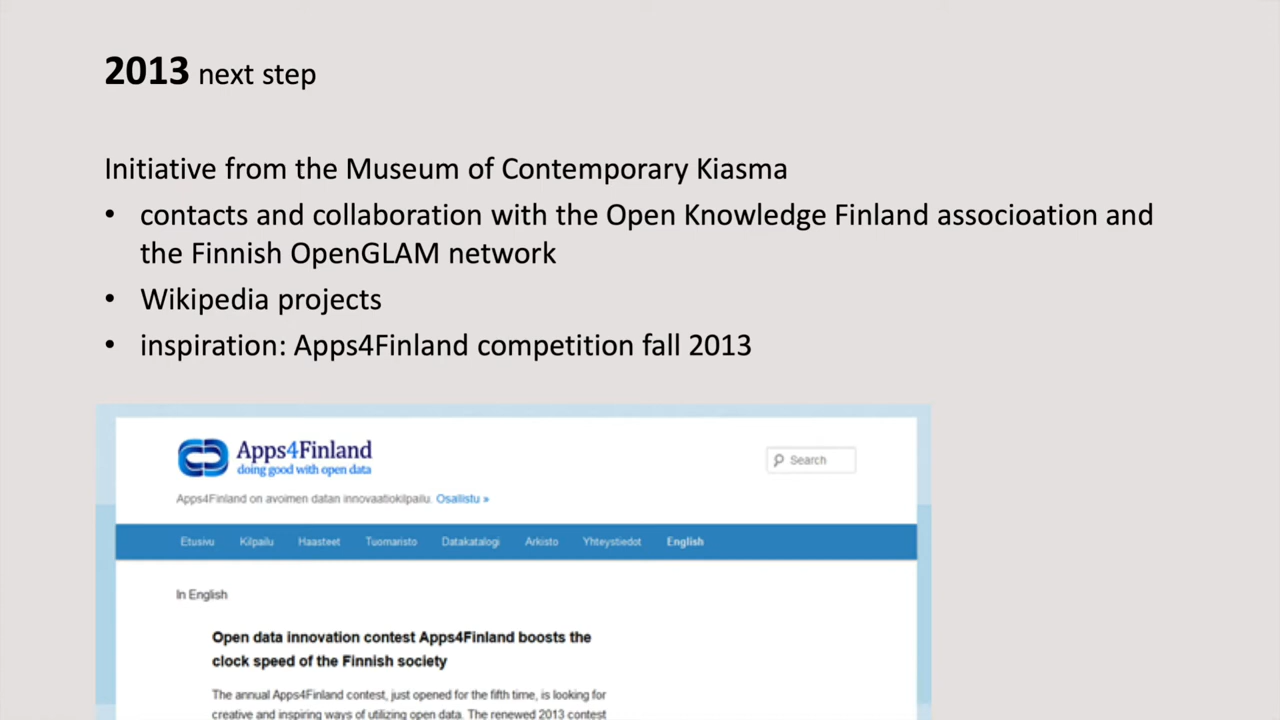 2013 next step
Initiative from the Museum of Contemporary Kiasma
• contacts and collaboration with the Open Knowledge Finland associoation and
the Finnish OpenGLAM network
• Wikipedia projects
• inspiration: Apps4Finland competition fall 2013
Apps4Finland
doing good with open data
Search
Apps4Finland on avoimen datan innovaatiokilpailu. Osallistu »
Etusivu Kilpailu Haasteet Tuomaristo Datakatalogi Arkisto Yhteystiedot English
In English
Open data innovation contest Apps4Finland boosts the
clock speed of the Finnish society
The annual Apps4Finland contest, just opened for the fifth time, is looking for
creative and inspiring ways of utilizing open data. The renewed 2013 contest